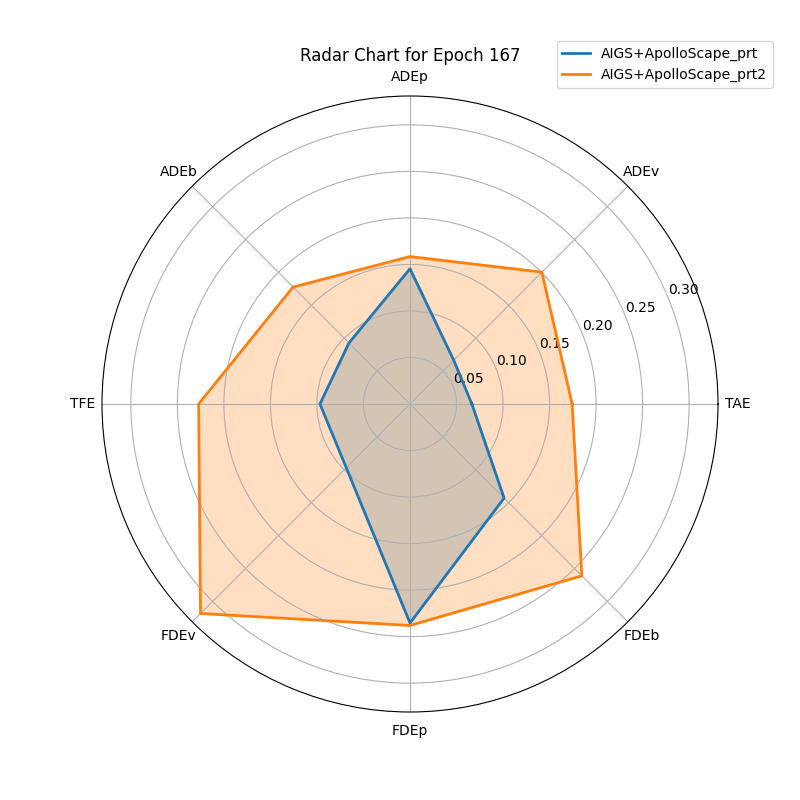 Radar Chart for Epoch 167
AIGS+ApolloScape_prt
AIGS+ApolloScape_prt2
ADEp
ADEb
ADEv
0.30
0.25
0.20
0.15
0.10
0.05
TFE
TAE
FDEv
FDEb
FDEp